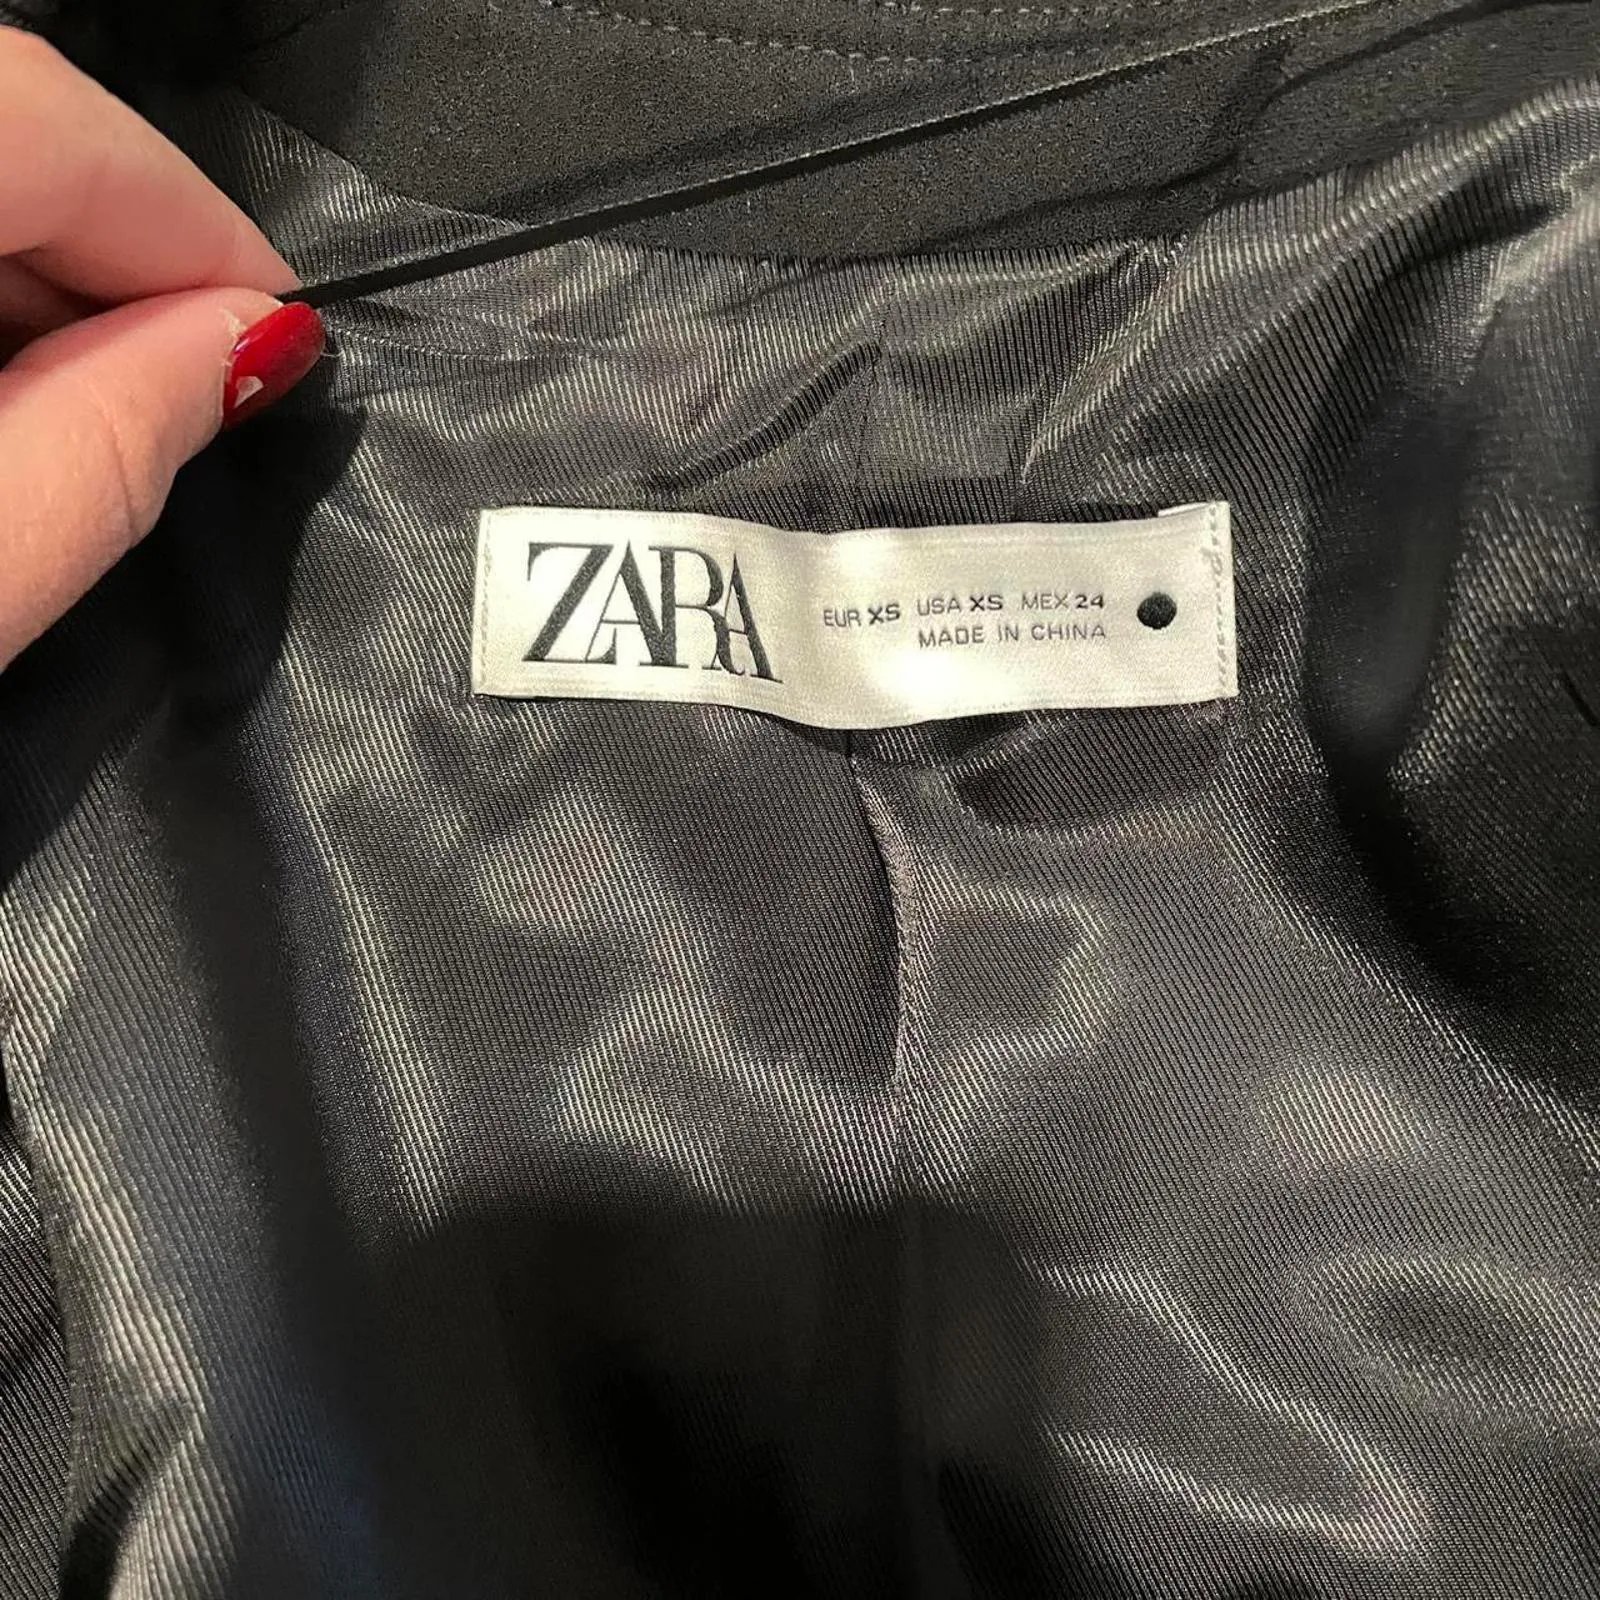 ZARA
EUR XS USA XS MEX 24
MADE IN CHINA